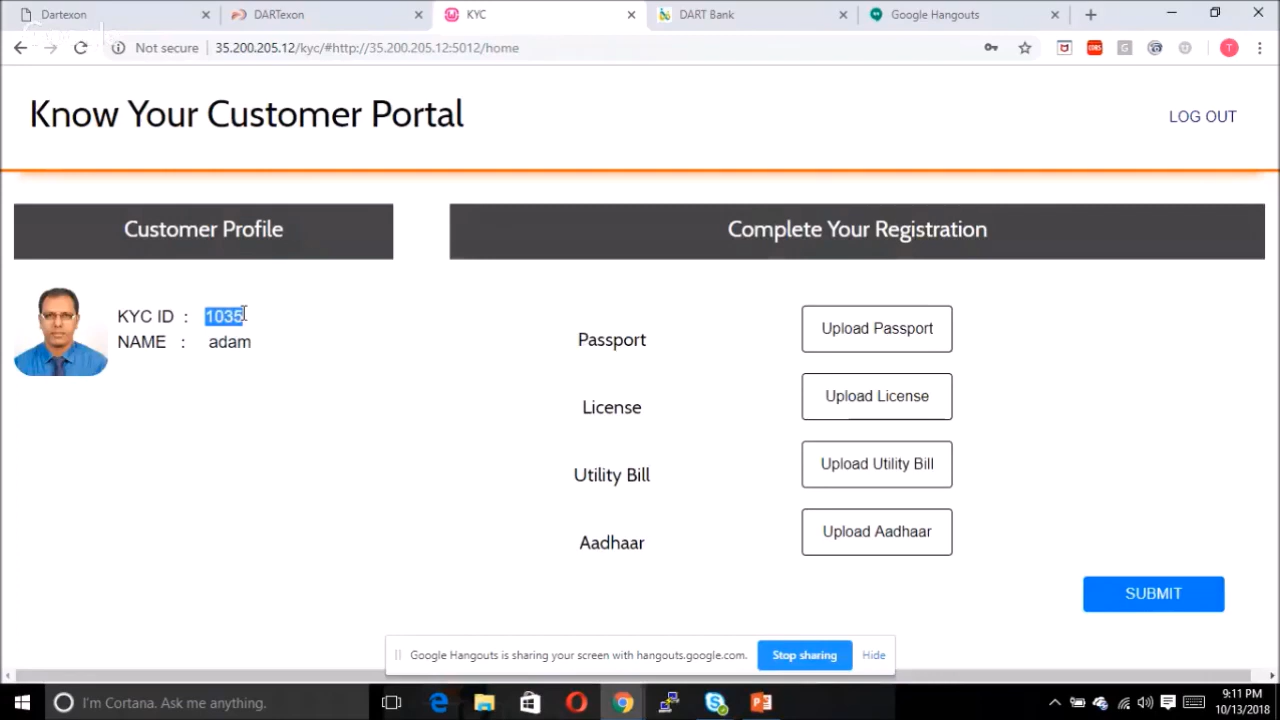 Dartexon
DARTexon
KYC
DART Bank
Google Hangouts
Not secure
35.200.205.12/kyc/#http://35.200.205.12:5012/home
Know Your Customer Portal
LOG OUT
Customer Profile
Complete Your Registration
KYC ID : 1035
NAME : adam
Passport
Upload Passport
License
Upload License
Utility Bill
Upload Utility Bill
Aadhaar
Upload Aadhaar
SUBMIT
Google Hangouts is sharing your screen with hangouts.google.com.
Stop sharing
Hide
I'm Cortana. Ask me anything.
9:11 PM
10/13/2018